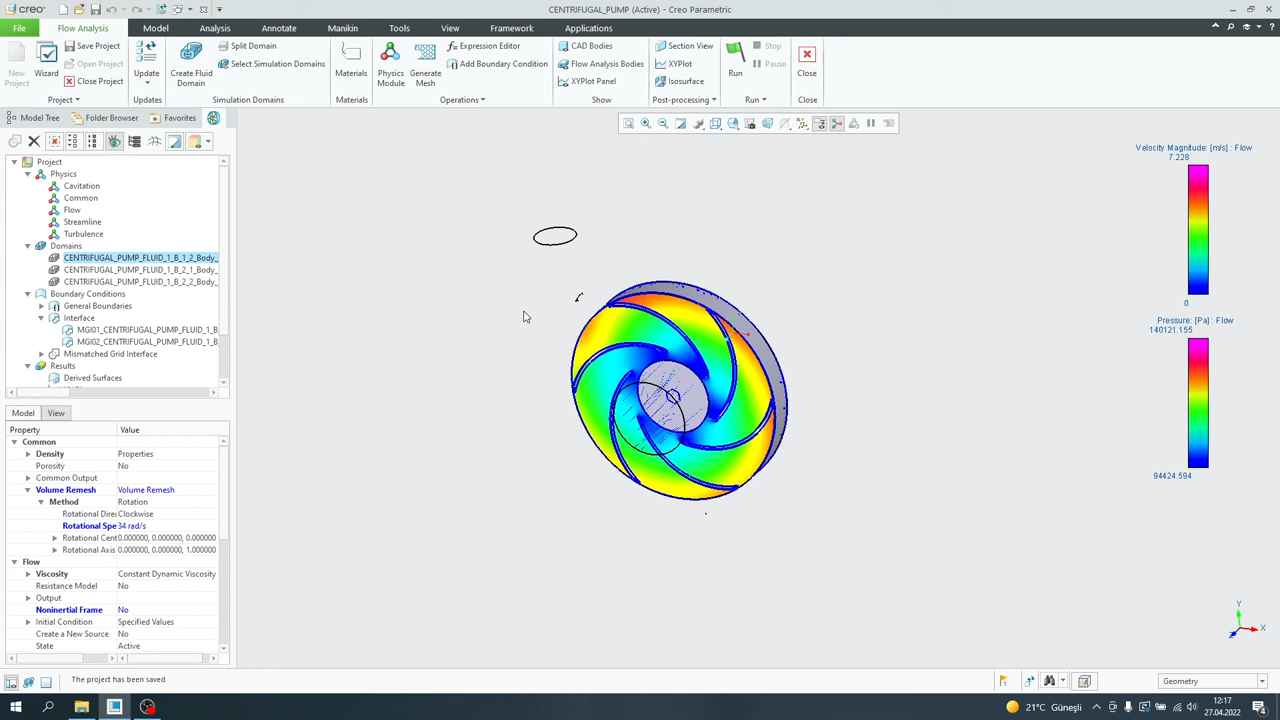 creo
CENTRIFUGAL_PUMP (Active) - Creo Parametric
File
Flow Analysis
Model
Analysis
Annotate
Manikin
Tools
View
Framework
Applications
New Project
Wizard
Save Project
Open Project
Close Project
Update
Create Fluid Domain
Split Domain
Select Simulation Domains
Materials
Physics Module
Generate Mesh
Expression Editor
Add Boundary Condition
CAD Bodies
Flow Analysis Bodies
XYPlot Panel
Section View
XYPlot
Isosurface
Run
Stop
Pause
Close
Project
Updates
Simulation Domains
Materials
Operations
Show
Post-processing
Run
Close
Model Tree
Folder Browser
Favorites
Project
Physics
Cavitation
Common
Flow
Streamline
Turbulence
Domains
CENTRIFUGAL_PUMP_FLUID_1_B_1_2_Body_
CENTRIFUGAL_PUMP_FLUID_1_B_2_1_Body_
CENTRIFUGAL_PUMP_FLUID_1_B_2_2_Body_
Boundary Conditions
General Boundaries
Interface
MGI01_CENTRIFUGAL_PUMP_FLUID_1_B
MGI02_CENTRIFUGAL_PUMP_FLUID_1_B
Mismatched Grid Interface
Results
Derived Surfaces
Model
View
Property Value
Common
Density Properties
Porosity No
Common Output
Volume Remesh Volume Remesh
Method Rotation
Rotational Dire Clockwise
Rotational Spe 34 rad/s
Rotational Cent 0.000000, 0.000000, 0.000000
Rotational Axis 0.000000, 0.000000, 1.000000
Flow
Viscosity Constant Dynamic Viscosity
Resistance Model No
Output
Noninertial Frame No
Initial Condition Specified Values
Create a New Source No
State Active
Velocity Magnitude: [m/s] : Flow
7.228
0
Pressure: [Pa] : Flow
140121.155
94424.594
Y
X
Z
The project has been saved
Geometry
21°C Güneşli
12:17
27.04.2022